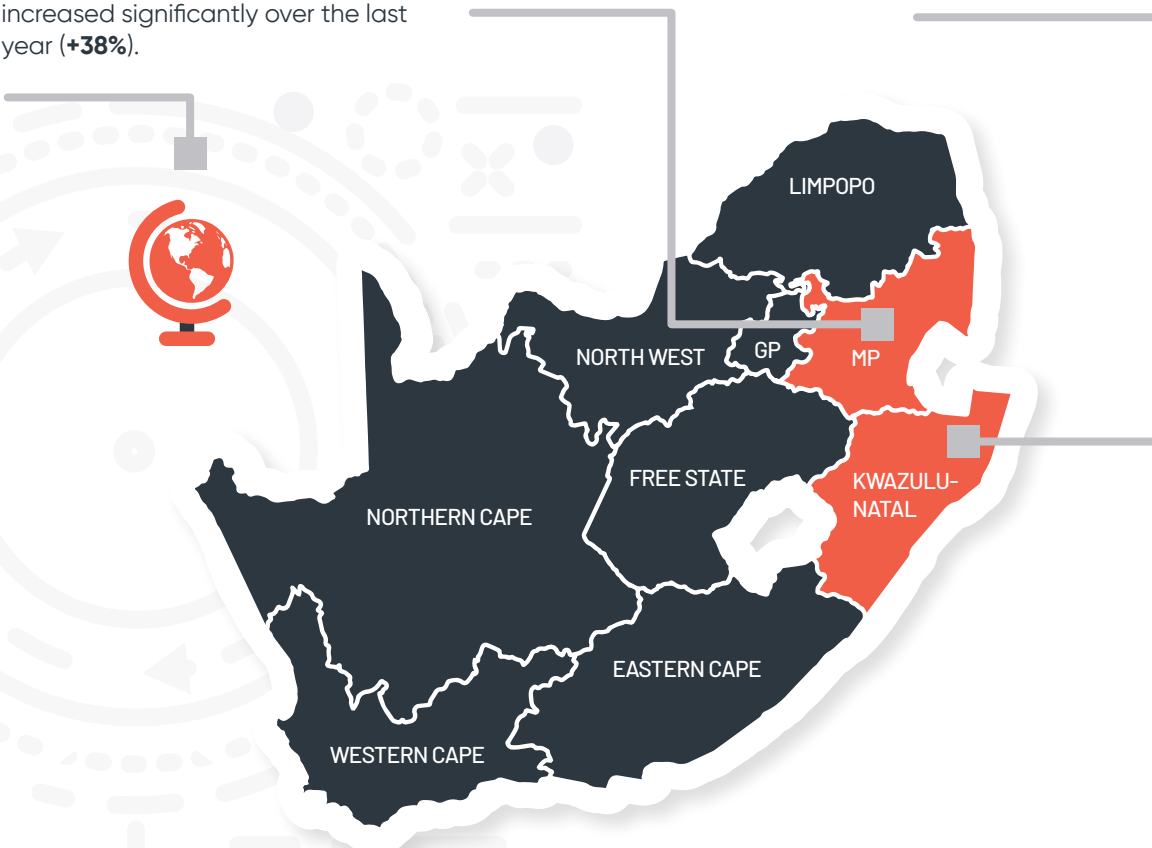 increased significantly over the last
year (+38%).
LIMPOPO
NORTH WEST
GP
MP
FREE STATE
KWAZULU-
NATAL
NORTHERN CAPE
EASTERN CAPE
WESTERN CAPE